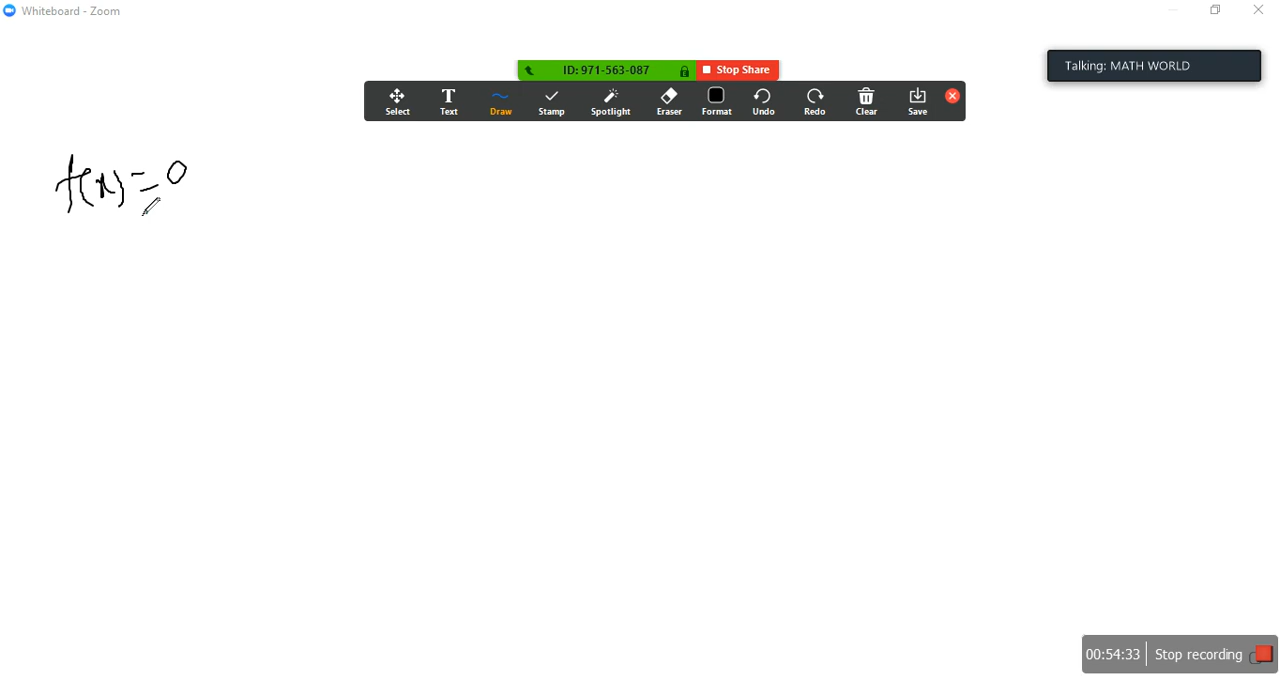 Whiteboard - Zoom
ID: 971-563-087 Stop Share
Talking: MATH WORLD
Select Text Draw Stamp Spotlight Eraser Format Undo Redo Clear Save
f(x)=0
00:54:33 Stop recording